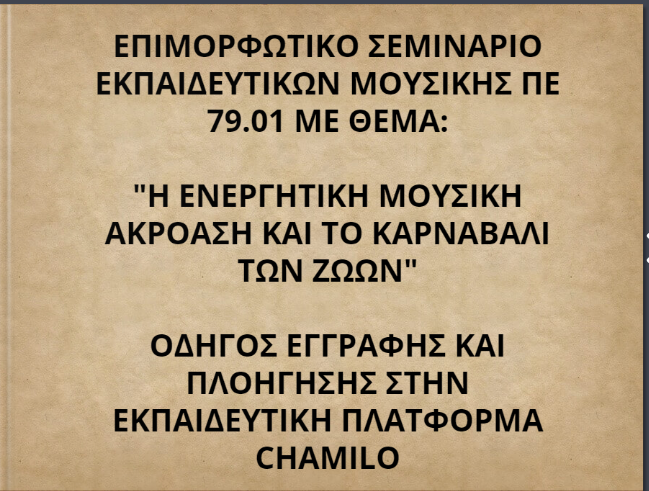 ΕΠΙΜΟΡΦΩΤΙΚΟ ΣΕΜΙΝΑΡΙΟ
ΕΚΠΑΙΔΕΥΤΙΚΩΝ ΜΟΥΣΙΚΗΣ ΠΕ
79.01 ΜΕ ΘΕΜΑ:
"Η ΕΝΕΡΓΗΤΙΚΗ ΜΟΥΣΙΚΗ
ΑΚΡΟΑΣΗ ΚΑΙ ΤΟ ΚΑΡΝΑΒΑΛΙ
ΤΩΝ ΖΩΩΝ"
ΟΔΗΓΟΣ ΕΓΓΡΑΦΗΣ ΚΑΙ
ΠΛΟΗΓΗΣΗΣ ΣΤΗΝ
ΕΚΠΑΙΔΕΥΤΙΚΗ ΠΛΑΤΦΟΡΜΑ
CHAMILO